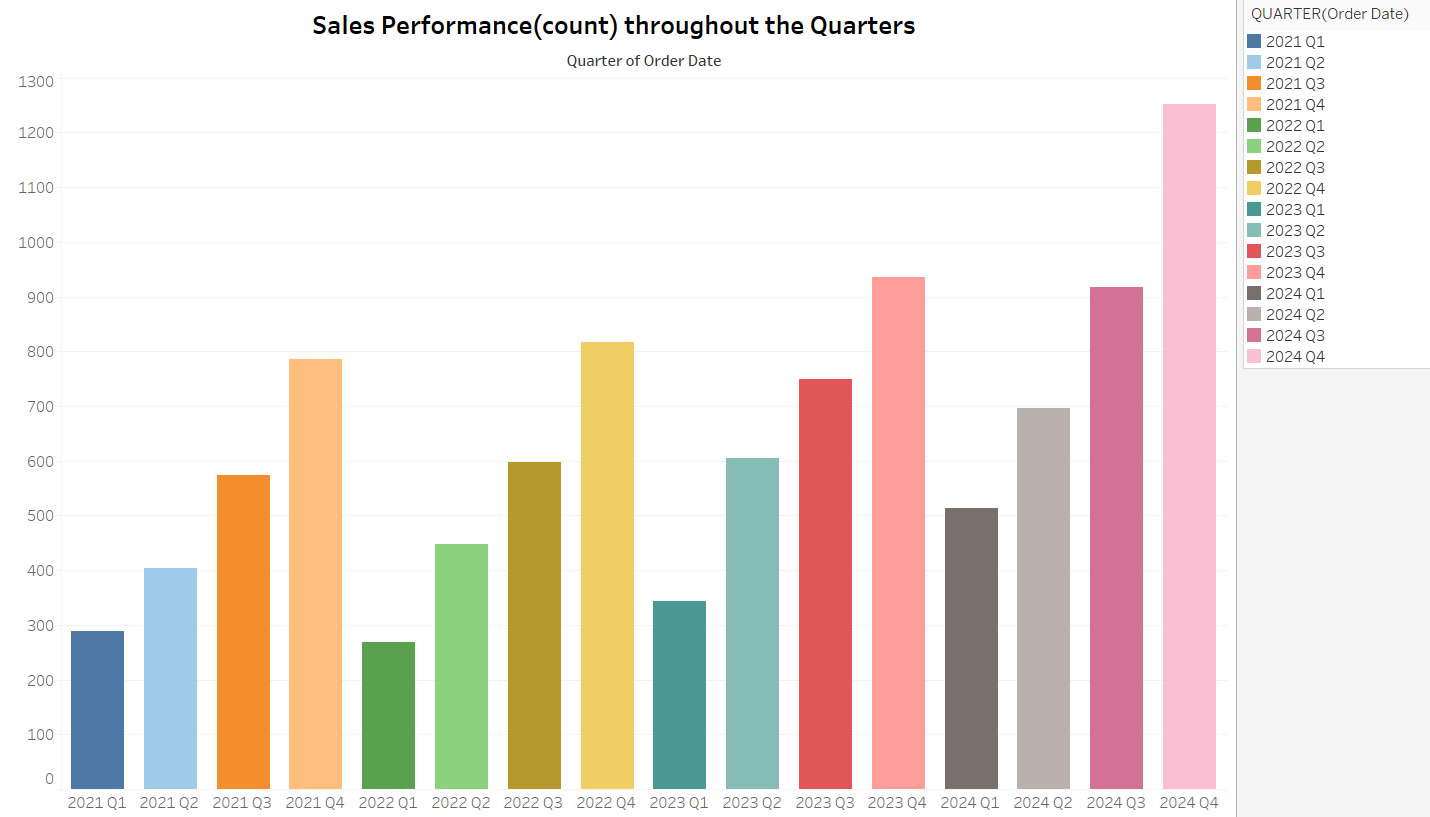 Sales Performance(count) throughout the Quarters
Quarter of Order Date
1300
1200
1100
1000
900
800
700
600
500
400
300
200
100
0
2021 Q1 2021 Q2 2021 Q3 2021 Q4 2022 Q1 2022 Q2 2022 Q3 2022 Q4 2023 Q1 2023 Q2 2023 Q3 2023 Q4 2024 Q1 2024 Q2 2024 Q3 2024 Q4
QUARTER(Order Date)
2021 Q1
2021 Q2
2021 Q3
2021 Q4
2022 Q1
2022 Q2
2022 Q3
2022 Q4
2023 Q1
2023 Q2
2023 Q3
2023 Q4
2024 Q1
2024 Q2
2024 Q3
2024 Q4